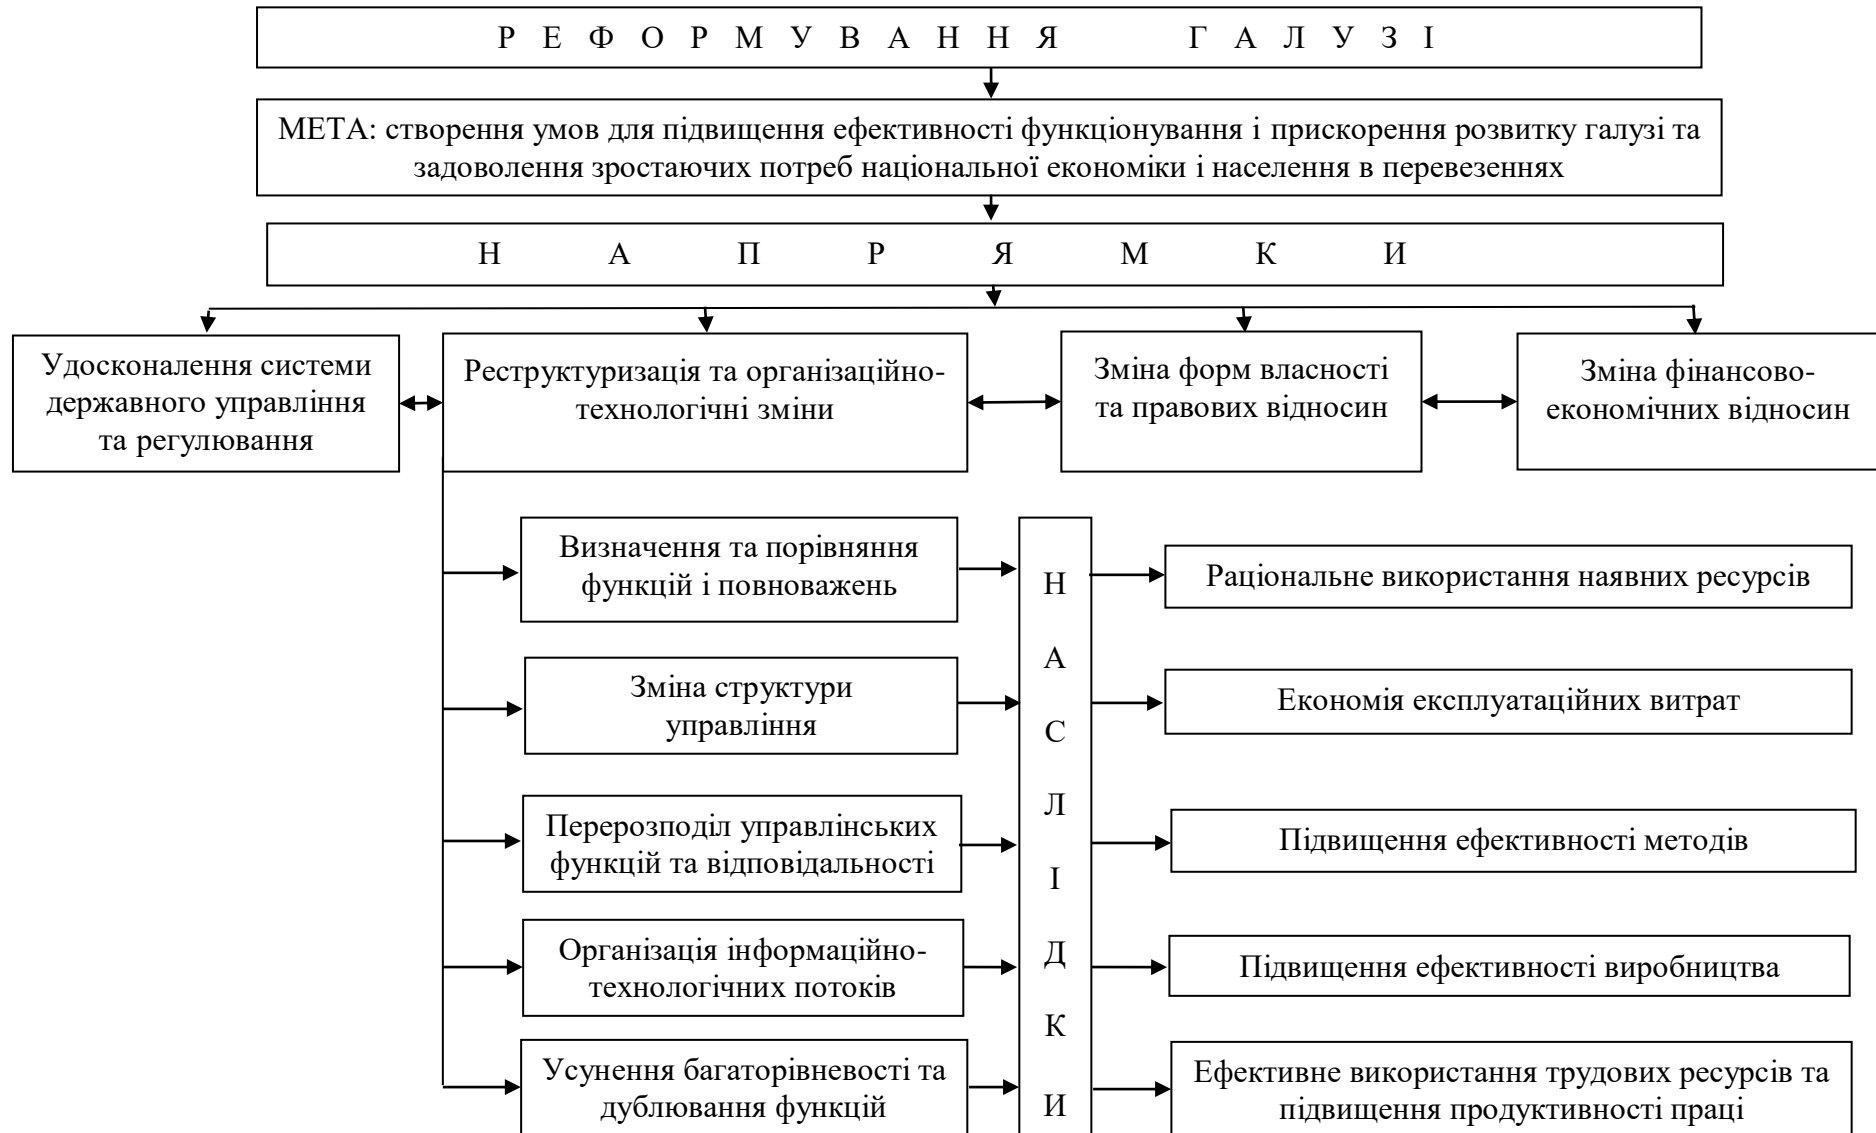 Р Е Ф О Р М У В А Н Н Я Г А Л У З І
МЕТА: створення умов для підвищення ефективності функціонування і прискорення розвитку галузі та
задоволення зростаючих потреб національної економіки і населення в перевезеннях
Н А П Р Я М К И
Удосконалення системи
державного управління
та регулювання
Реструктуризація та організаційно-
технологічні зміни
Зміна форм власності
та правових відносин
Зміна фінансово-
економічних відносин
Визначення та порівняння
функцій і повноважень
Зміна структури
управління
Перерозподіл управлінських
функцій та відповідальності
Організація інформаційно-
технологічних потоків
Усунення багаторівневості та
дублювання функцій
Н
А
С
Л
І
Д
К
И
Раціональне використання наявних ресурсів
Економія експлуатаційних витрат
Підвищення ефективності методів
Підвищення ефективності виробництва
Ефективне використання трудових ресурсів та
підвищення продуктивності праці